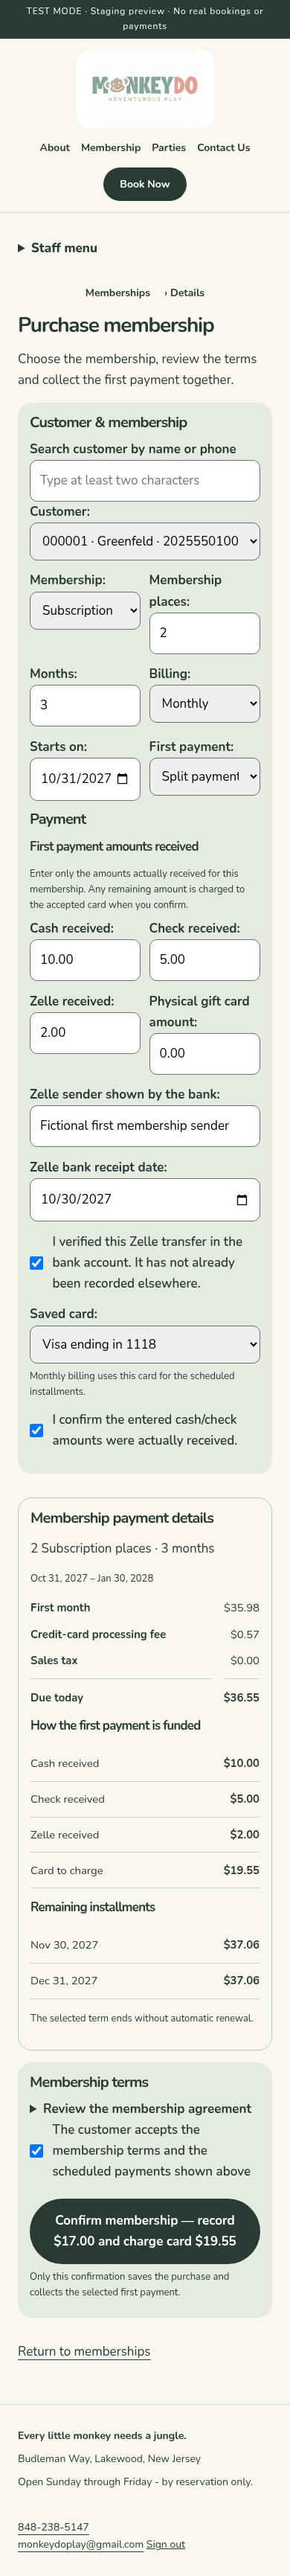 TEST MODE · Staging preview · No real bookings or
payments
MONKEYDO
ADVENTUROUS PLAY
About Membership Parties Contact Us
Book Now
▶ Staff menu
Memberships › Details
Purchase membership
Choose the membership, review the terms
and collect the first payment together.
Customer & membership
Search customer by name or phone
Type at least two characters
Customer:
000001 · Greenfeld · 2025550100
Membership: Membership
places:
Subscription 2
Months: Billing:
3 Monthly
Starts on: First payment:
10/31/2027 Split payment
Payment
First payment amounts received
Enter only the amounts actually received for this
membership. Any remaining amount is charged to
the accepted card when you confirm.
Cash received: Check received:
10.00 5.00
Zelle received: Physical gift card
amount:
2.00 0.00
Zelle sender shown by the bank:
Fictional first membership sender
Zelle bank receipt date:
10/30/2027
I verified this Zelle transfer in the
bank account. It has not already
been recorded elsewhere.
Saved card:
Visa ending in 1118
Monthly billing uses this card for the scheduled
installments.
I confirm the entered cash/check
amounts were actually received.
Membership payment details
2 Subscription places · 3 months
Oct 31, 2027 – Jan 30, 2028
First month $35.98
Credit-card processing fee $0.57
Sales tax $0.00
Due today $36.55
How the first payment is funded
Cash received $10.00
Check received $5.00
Zelle received $2.00
Card to charge $19.55
Remaining installments
Nov 30, 2027 $37.06
Dec 31, 2027 $37.06
The selected term ends without automatic renewal.
Membership terms
▶ Review the membership agreement
The customer accepts the
membership terms and the
scheduled payments shown above
Confirm membership — record
$17.00 and charge card $19.55
Only this confirmation saves the purchase and
collects the selected first payment.
Return to memberships
Every little monkey needs a jungle.
Budleman Way, Lakewood, New Jersey
Open Sunday through Friday - by reservation only.
848-238-5147
monkeydoplay@gmail.com Sign out